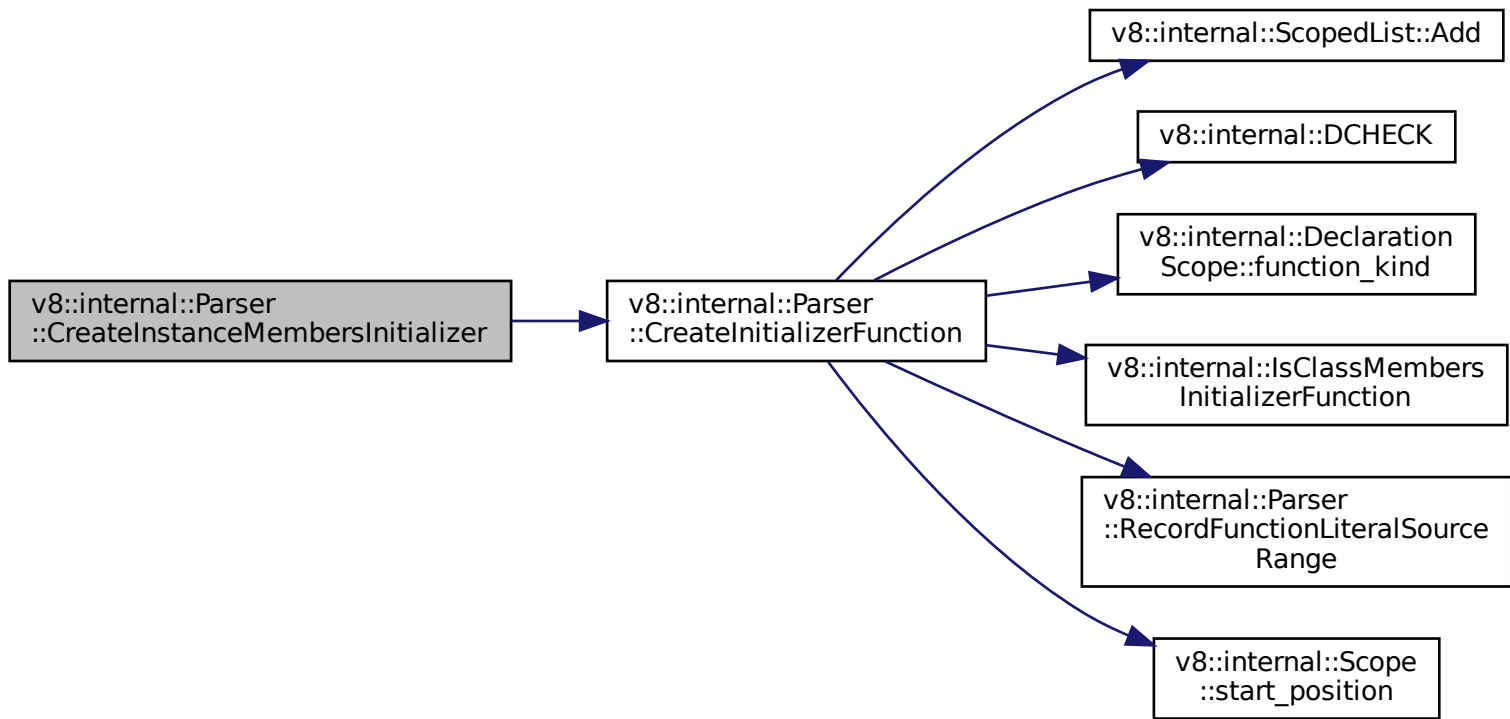 v8::internal::ScopedList::Add
v8::internal::DCHECK
v8::internal::Declaration
Scope::function_kind
v8::internal::Parser
::CreateInstanceMembersInitializer
v8::internal::Parser
::CreateInitializerFunction
v8::internal::IsClassMembers
InitializerFunction
v8::internal::Parser
::RecordFunctionLiteralSource
Range
v8::internal::Scope
::start_position